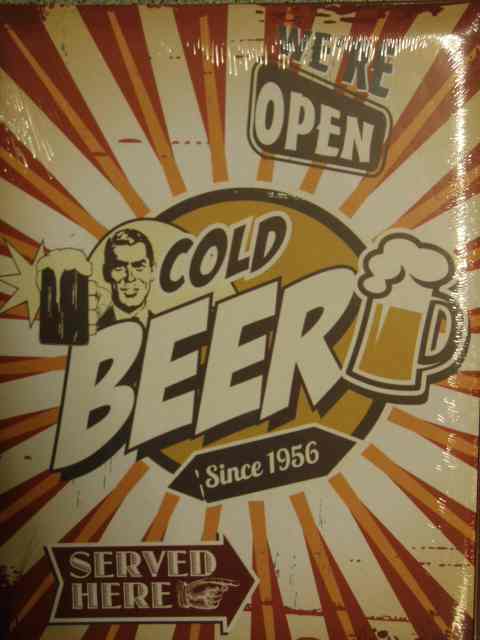 WE'RE
OPEN
COLD
BEER
Since 1956
SERVED
HERE